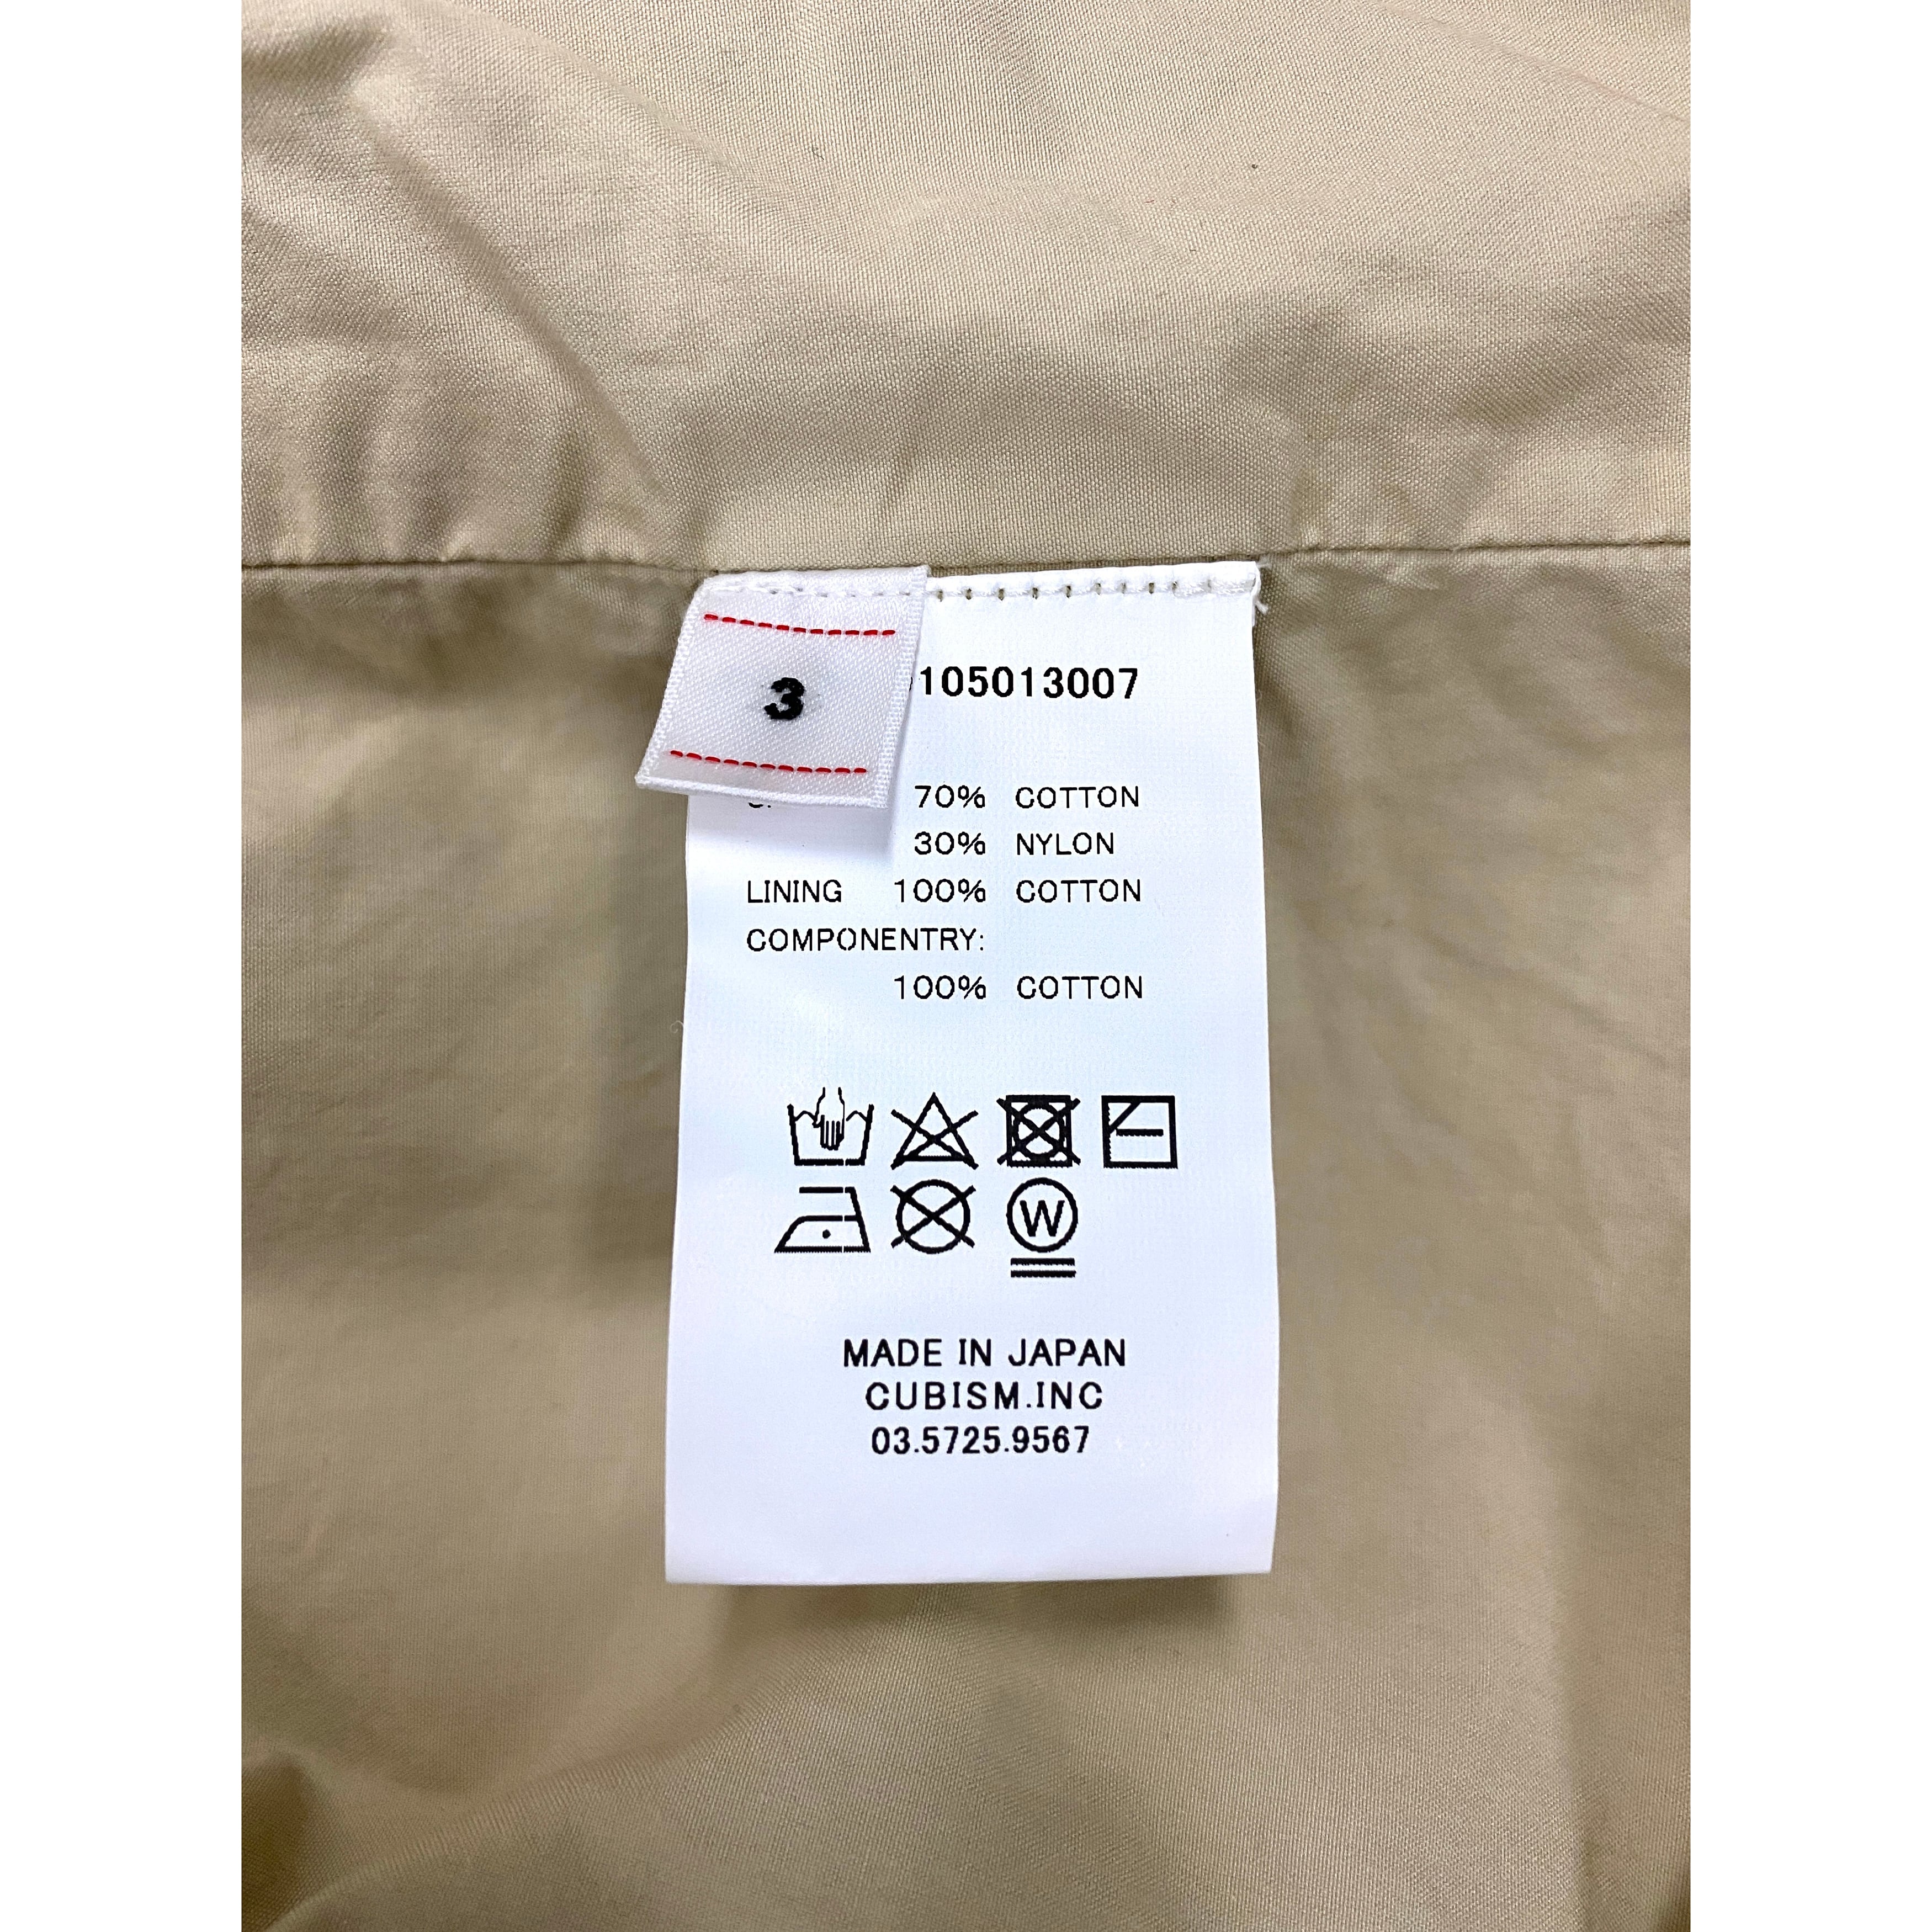 3
105013007
70% COTTON
30% NYLON
LINING 100% COTTON
COMPONENTRY:
100% COTTON
W
MADE IN JAPAN
CUBISM.INC
03.5725.9567